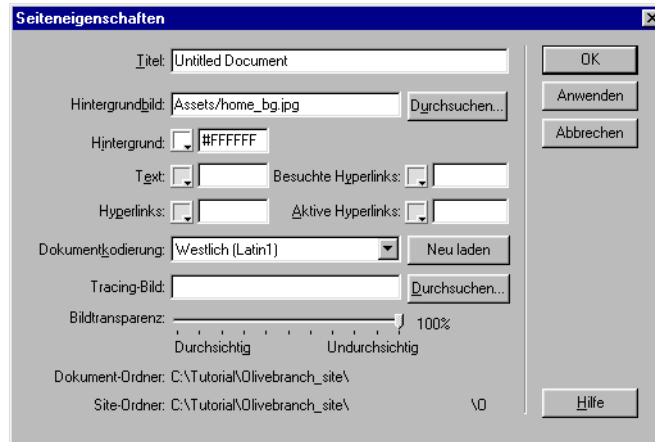 Seiteneigenschaften
Titel: Untitled Document
OK
Hintergrundbild: Assets/home_bg.jpg Durchsuchen...
Anwenden
Hintergrund: #FFFFFF
Abbrechen
Text: Besuchte Hyperlinks:
Hyperlinks: Aktive Hyperlinks:
Dokumentkodierung: Westlich (Latin1) Neu laden
Tracing-Bild: Durchsuchen...
Bildtransparenz: 100%
Durchsichtig Undurchsichtig
Dokument-Ordner: C:\Tutorial\Olivebranch_site\
Site-Ordner: C:\Tutorial\Olivebranch_site\ \O
Hilfe